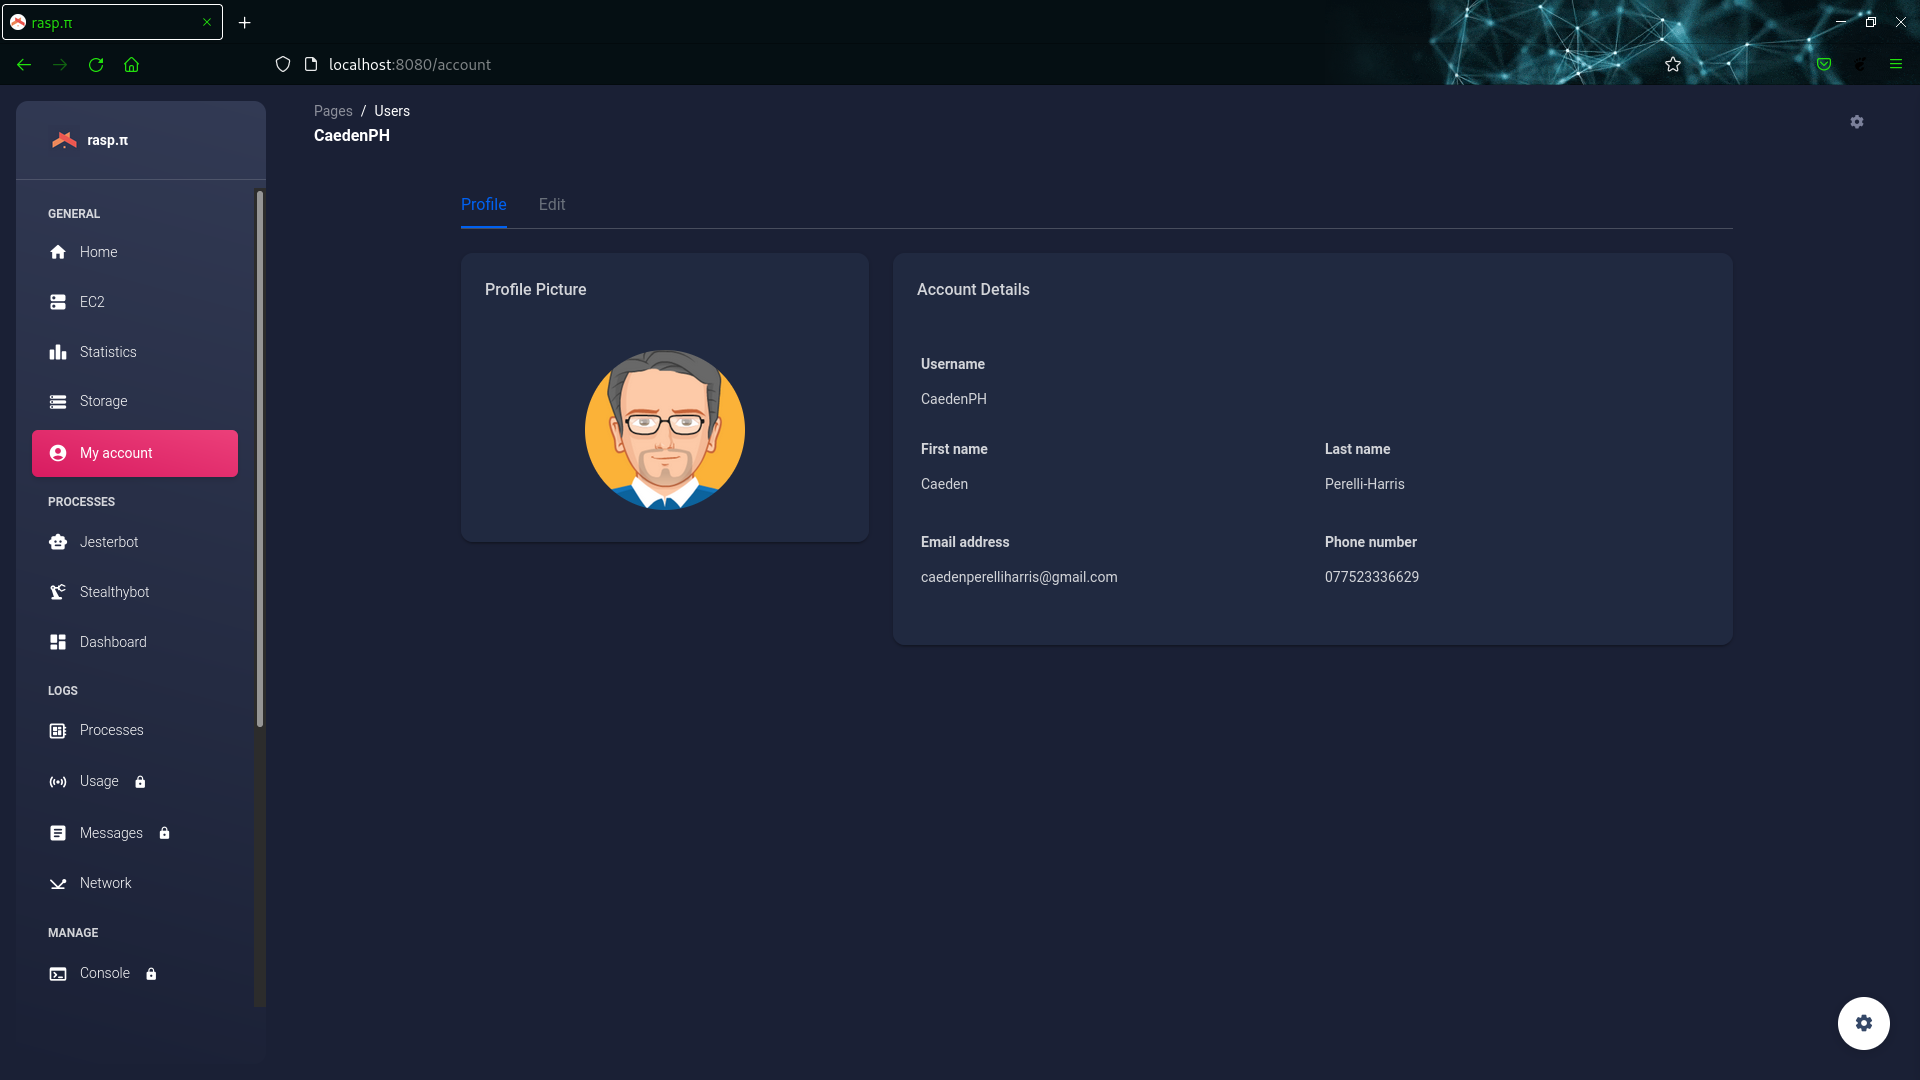 rasp.π
localhost:8080/account
rasp.π
GENERAL
Home
EC2
Statistics
Storage
My account
PROCESSES
Jesterbot
Stealthybot
Dashboard
LOGS
Processes
Usage
Messages
Network
MANAGE
Console
Pages / Users
CaedenPH
Profile Edit
Profile Picture
Account Details
Username
CaedenPH
First name Last name
Caeden Perelli-Harris
Email address Phone number
caedenperelliharris@gmail.com 077523336629